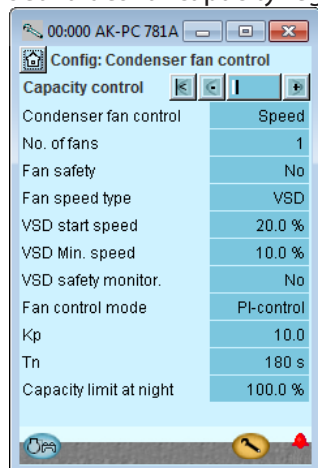 00:000 AK-PC 781A
Config: Condenser fan control
Capacity control
Condenser fan control Speed
No. of fans 1
Fan safety No
Fan speed type VSD
VSD start speed 20.0 %
VSD Min. speed 10.0 %
VSD safety monitor. No
Fan control mode PI-control
Kp 10.0
Tn 180 s
Capacity limit at night 100.0 %